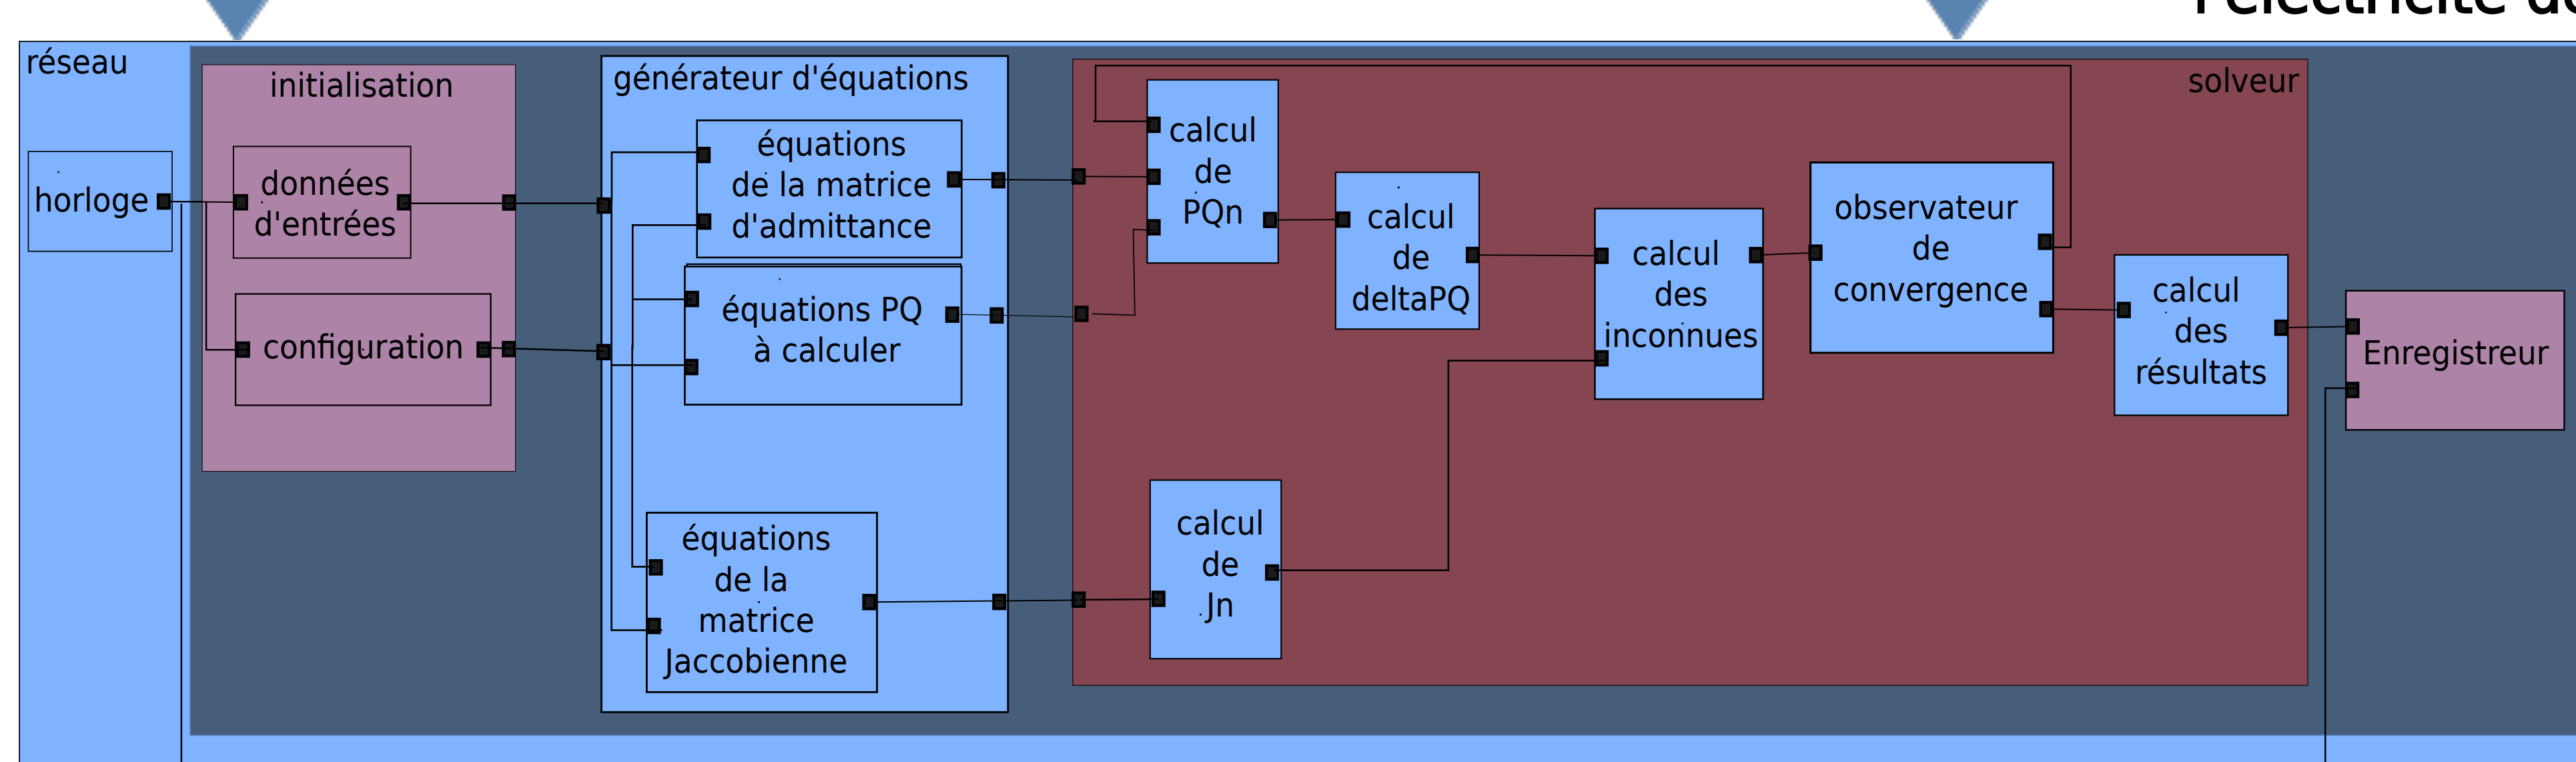 l'électricité de
réseau
initialisation
générateur d'équations
solveur
horloge
données
d'entrées
configuration
équations
de la matrice
d'admittance
équations PQ
à calculer
équations
de la
matrice
Jaccobienne
calcul
de
PQn
calcul
de
deltaPQ
calcul
des
inconnues
observateur
de
convergence
calcul
des
résultats
Enregistreur
calcul
de
Jn